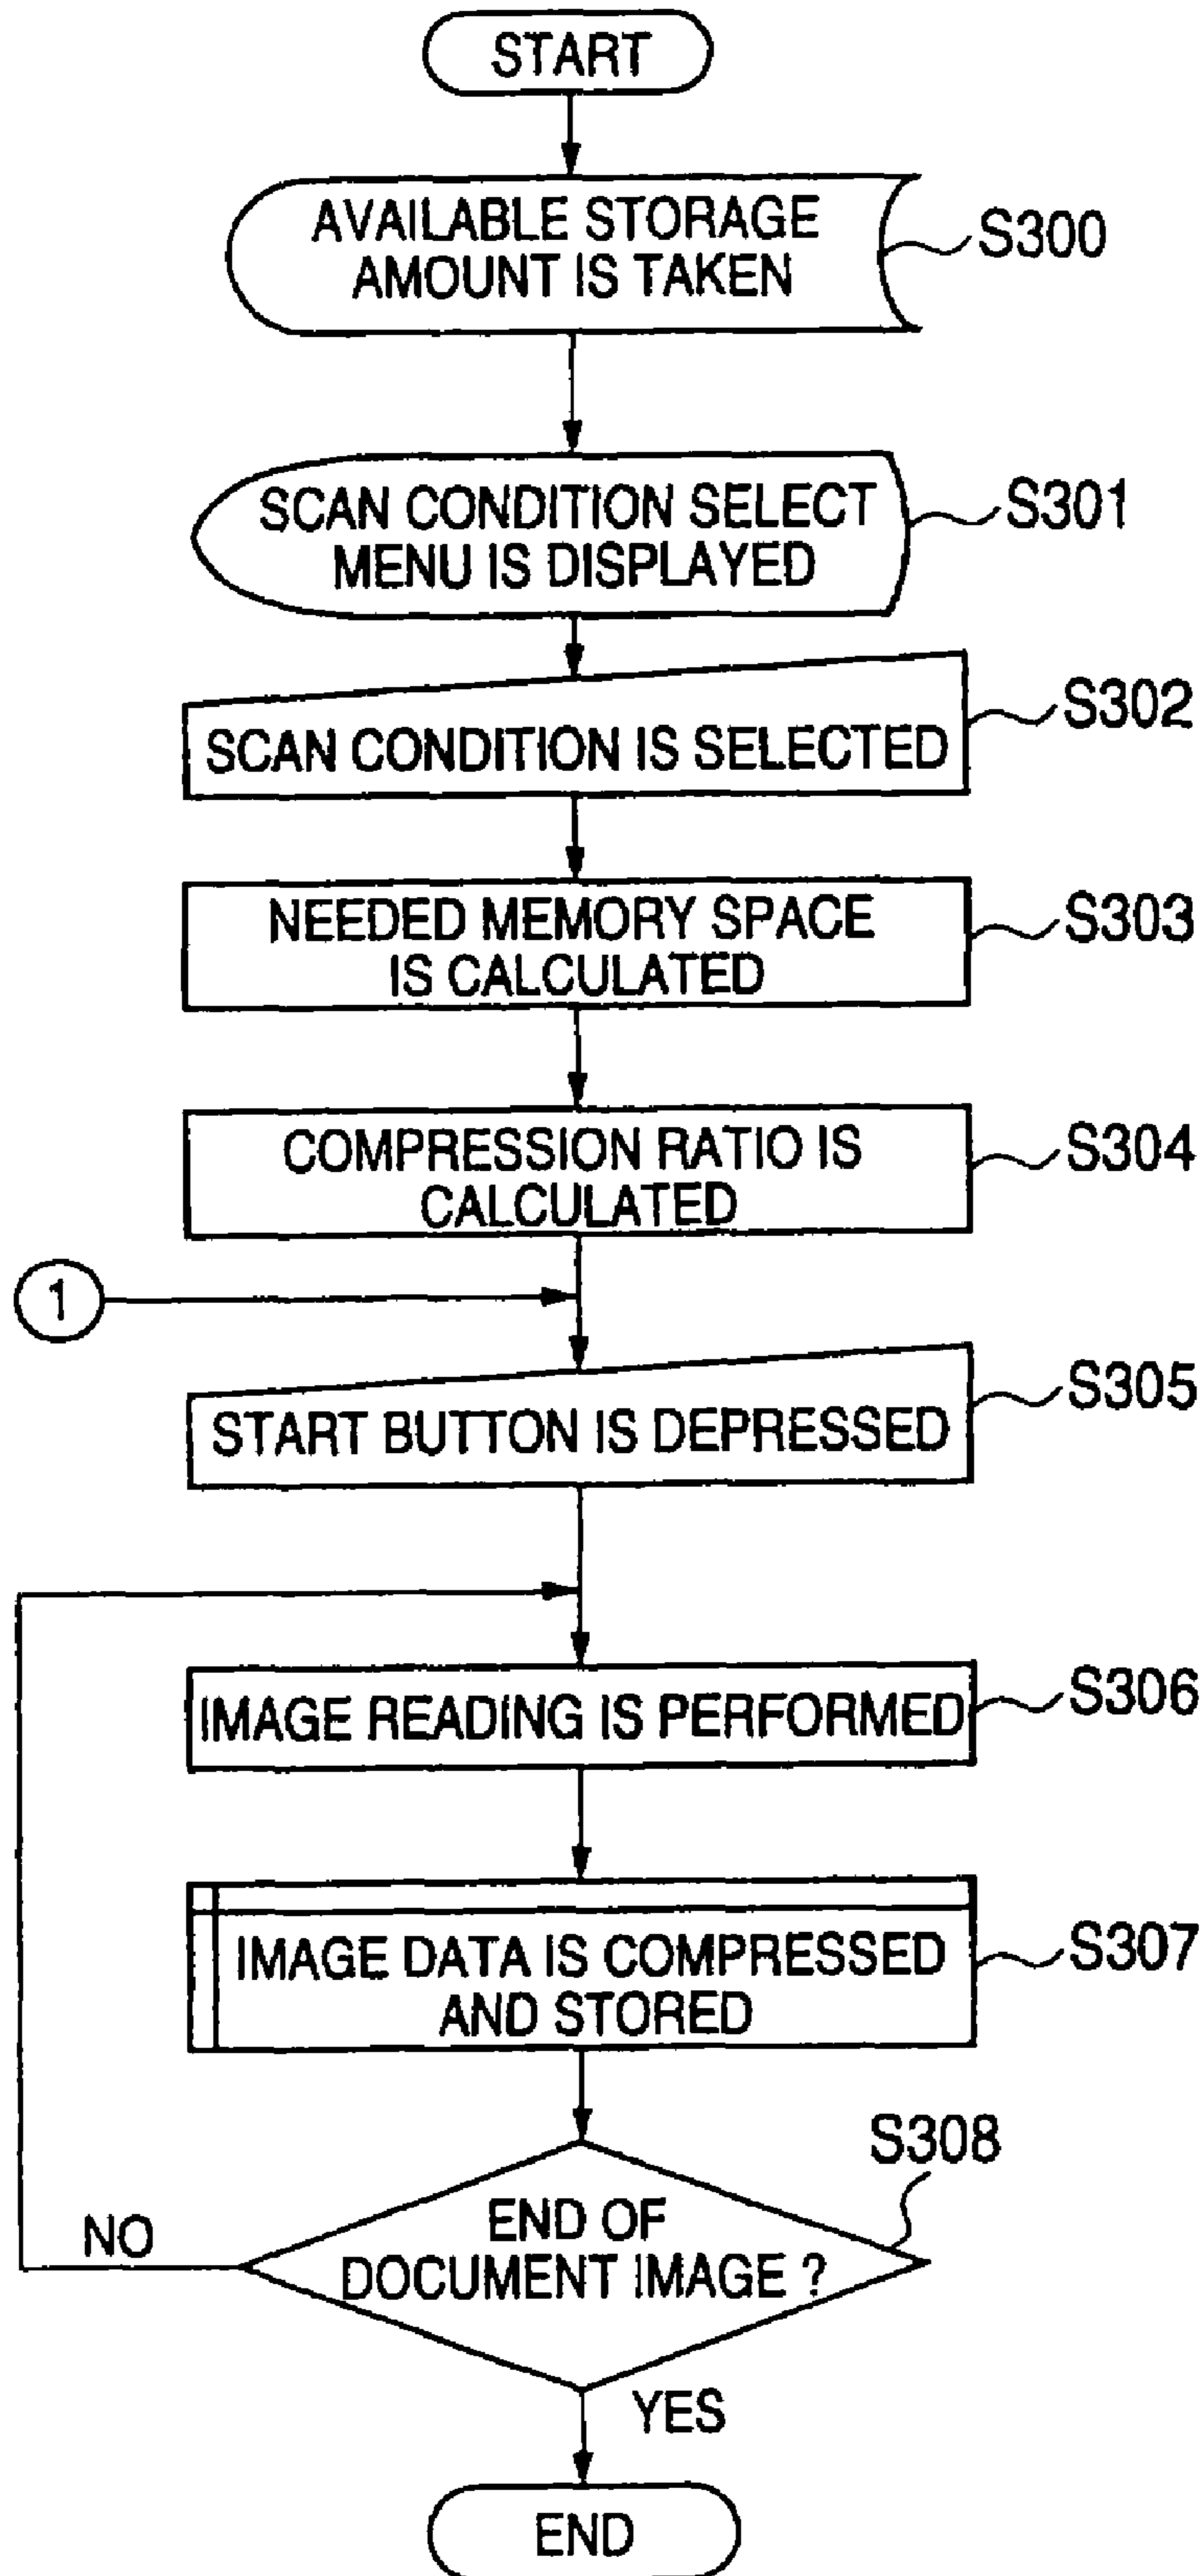 START
AVAILABLE STORAGE
AMOUNT IS TAKEN
S300
SCAN CONDITION SELECT
MENU IS DISPLAYED
S301
SCAN CONDITION IS SELECTED
S302
NEEDED MEMORY SPACE
IS CALCULATED
S303
COMPRESSION RATIO IS
CALCULATED
S304
1
START BUTTON IS DEPRESSED
S305
IMAGE READING IS PERFORMED
S306
IMAGE DATA IS COMPRESSED
AND STORED
S307
S308
END OF
DOCUMENT IMAGE ?
NO
YES
END